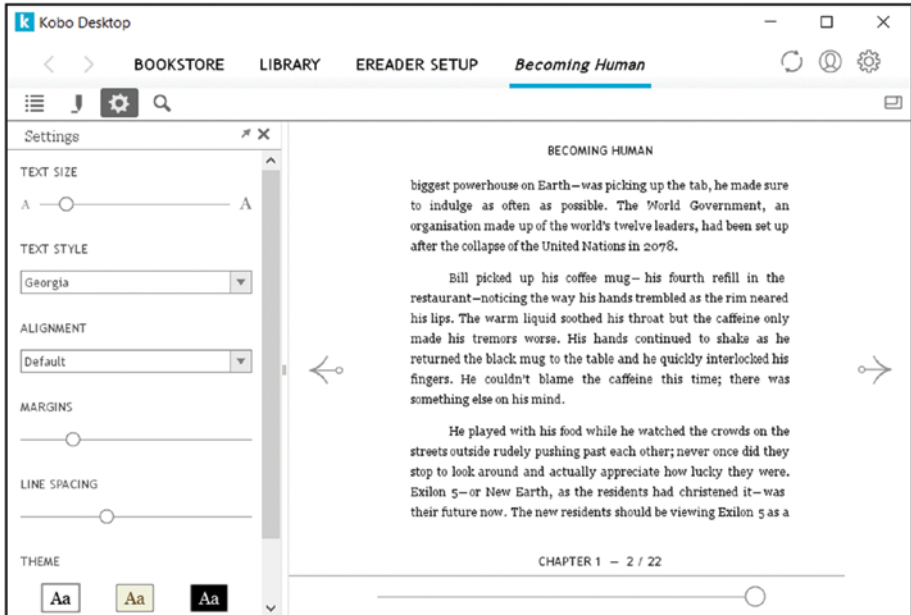 k Kobo Desktop
BOOKSTORE LIBRARY EREADER SETUP Becoming Human
Settings
TEXT SIZE
A A
TEXT STYLE
Georgia
ALIGNMENT
Default
MARGINS
LINE SPACING
THEME
Aa Aa Aa
BECOMING HUMAN
biggest powerhouse on Earth—was picking up the tab, he made sure
to indulge as often as possible. The World Government, an
organisation made up of the world's twelve leaders, had been set up
after the collapse of the United Nations in 2078.
Bill picked up his coffee mug— his fourth refill in the
restaurant—noticing the way his hands trembled as the rim neared
his lips. The warm liquid soothed his throat but the caffeine only
made his tremors worse. His hands continued to shake as he
returned the black mug to the table and he quickly interlocked his
fingers. He couldn't blame the caffeine this time; there was
something else on his mind.
He played with his food while he watched the crowds on the
streets outside rudely pushing past each other; never once did they
stop to look around and actually appreciate how lucky they were.
Exilon 5—or New Earth, as the residents had christened it—was
their future now. The new residents should be viewing Exilon 5 as a
CHAPTER 1 – 2 / 22